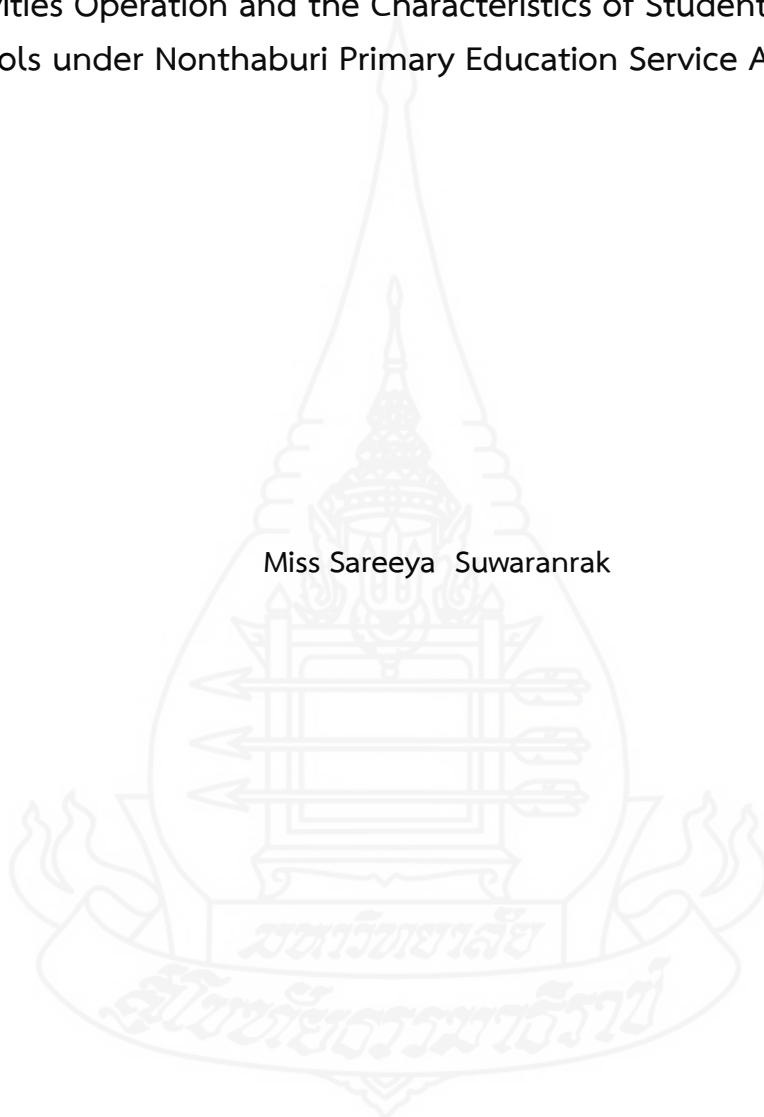 vities Operation and the Characteristics of Student
ols under Nonthaburi Primary Education Service A
Miss Sareeya Suwaranrak
มหาวิทยาลัย
สุโขทัยธรรมาธิราช